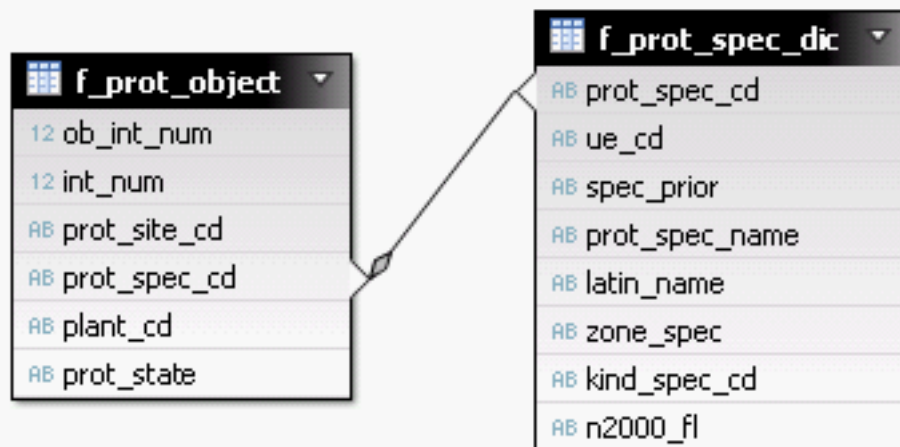 f_prot_object
12 ob_int_num
12 int_num
AB prot_site_cd
AB prot_spec_cd
AB plant_cd
AB prot_state
f_prot_spec_dic
AB prot_spec_cd
AB ue_cd
AB spec_prior
AB prot_spec_name
AB latin_name
AB zone_spec
AB kind_spec_cd
AB n2000_fl